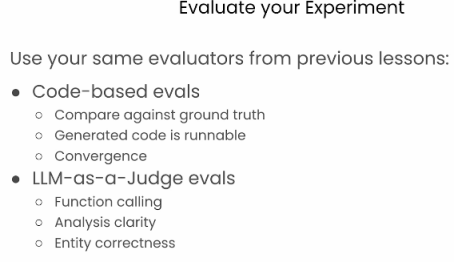 Evaluate your Experiment
Use your same evaluators from previous lessons:
● Code-based evals
○ Compare against ground truth
○ Generated code is runnable
○ Convergence
● LLM-as-a-Judge evals
○ Function calling
○ Analysis clarity
○ Entity correctness